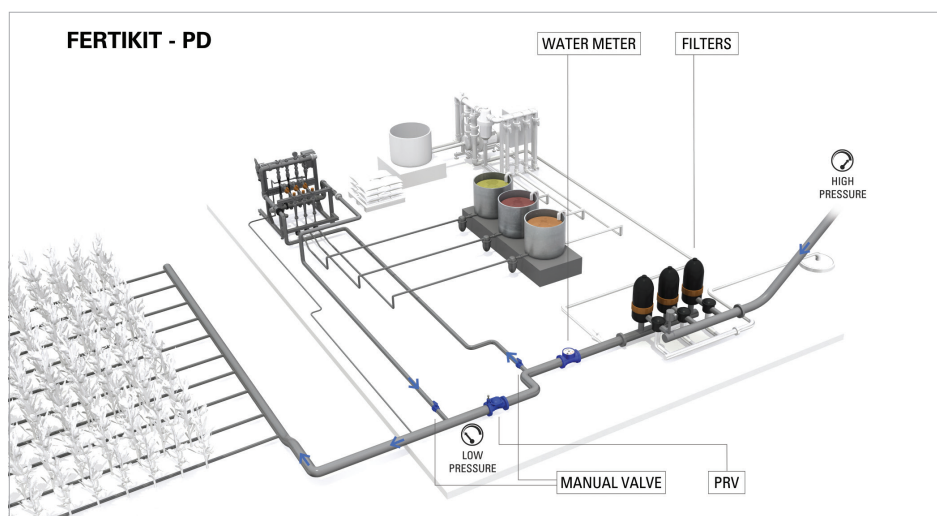 FERTIKIT - PD
WATER METER
FILTERS
HIGH
PRESSURE
LOW
PRESSURE
MANUAL VALVE
PRV